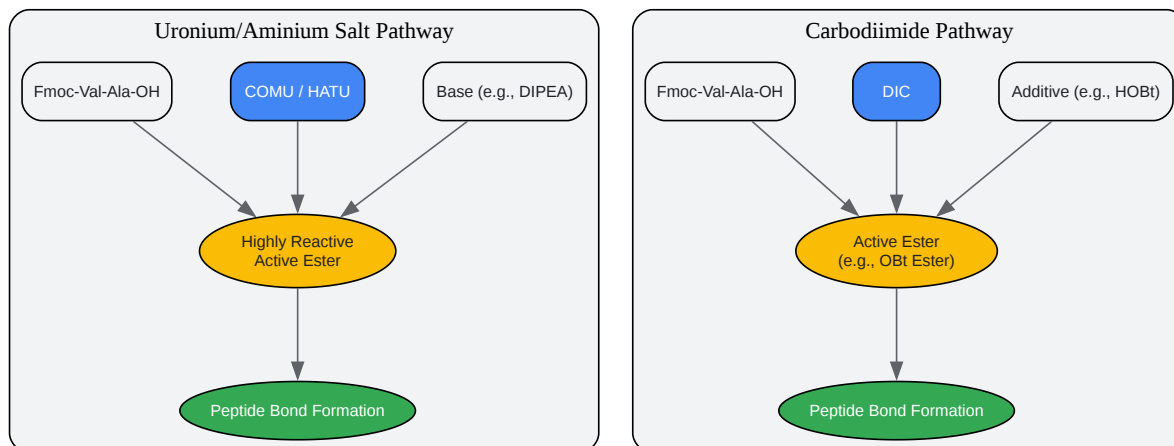 Uronium/Aminium Salt Pathway
Fmoc-Val-Ala-OH
COMU / HATU
Base (e.g., DIPEA)
Highly Reactive
Active Ester
Peptide Bond Formation
Carbodiimide Pathway
Fmoc-Val-Ala-OH
DIC
Additive (e.g., HOBt)
Active Ester
(e.g., OBt Ester)
Peptide Bond Formation